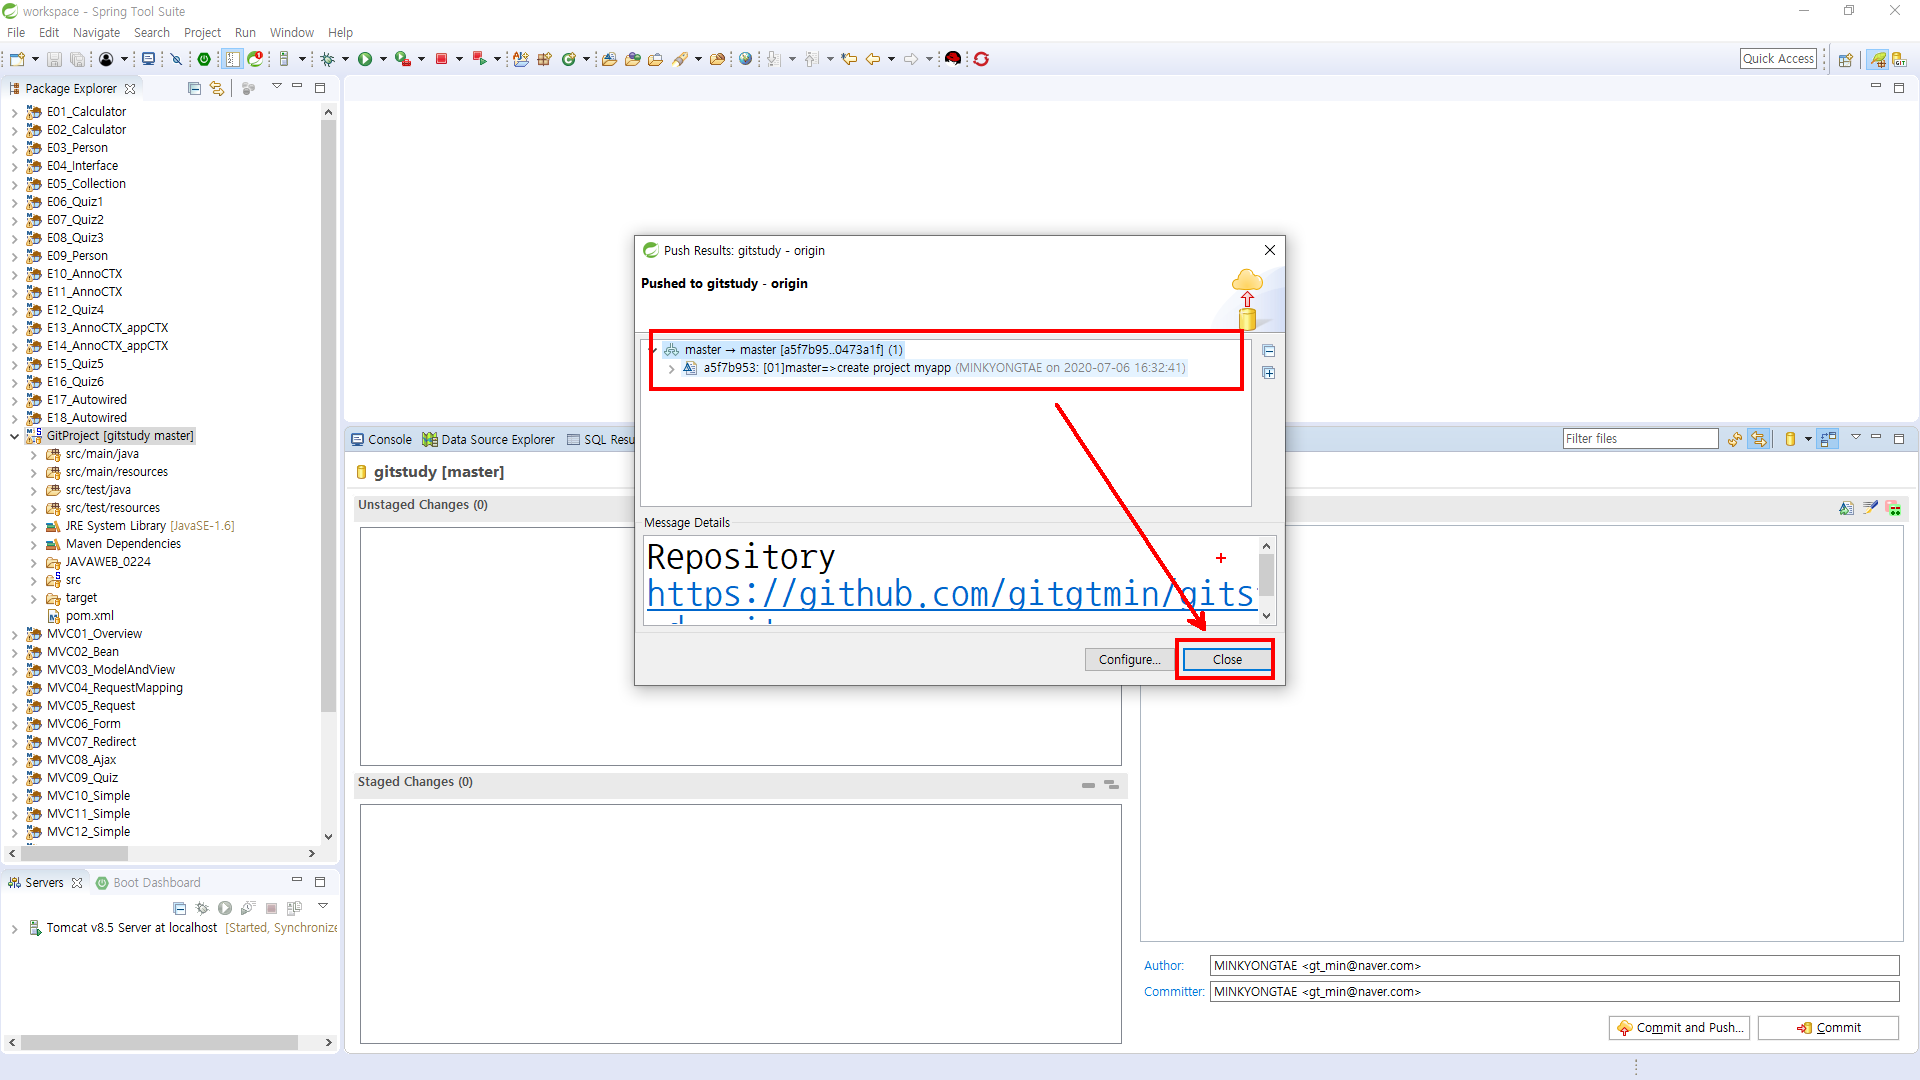 workspace - Spring Tool Suite
File Edit Navigate Search Project Run Window Help
Quick Access
Package Explorer
E01_Calculator
E02_Calculator
E03_Person
E04_Interface
E05_Collection
E06_Quiz1
E07_Quiz2
E08_Quiz3
E09_Person
E10_AnnoCTX
E11_AnnoCTX
E12_Quiz4
E13_AnnoCTX_appCTX
E14_AnnoCTX_appCTX
E15_Quiz5
E16_Quiz6
E17_Autowired
E18_Autowired
GitProject [gitstudy master]
src/main/java
src/main/resources
src/test/java
src/test/resources
JRE System Library [JavaSE-1.6]
Maven Dependencies
JAVAWEB_0224
src
target
pom.xml
MVC01_Overview
MVC02_Bean
MVC03_ModelAndView
MVC04_RequestMapping
MVC05_Request
MVC06_Form
MVC07_Redirect
MVC08_Ajax
MVC09_Quiz
MVC10_Simple
MVC11_Simple
MVC12_Simple
Servers Boot Dashboard
Tomcat v8.5 Server at localhost [Started, Synchronize
Push Results: gitstudy - origin
Pushed to gitstudy - origin
master → master [a5f7b95..0473a1f] (1)
a5f7b953: [01]master=>create project myapp (MINKYONGTAE on 2020-07-06 16:32:41)
Message Details
Repository
https://github.com/gitgtmin/gits
Configure... Close
Console Data Source Explorer SQL Resu
Filter files
gitstudy [master]
Unstaged Changes (0)
Staged Changes (0)
Author: MINKYONGTAE <gt_min@naver.com>
Committer: MINKYONGTAE <gt_min@naver.com>
Commit and Push... Commit